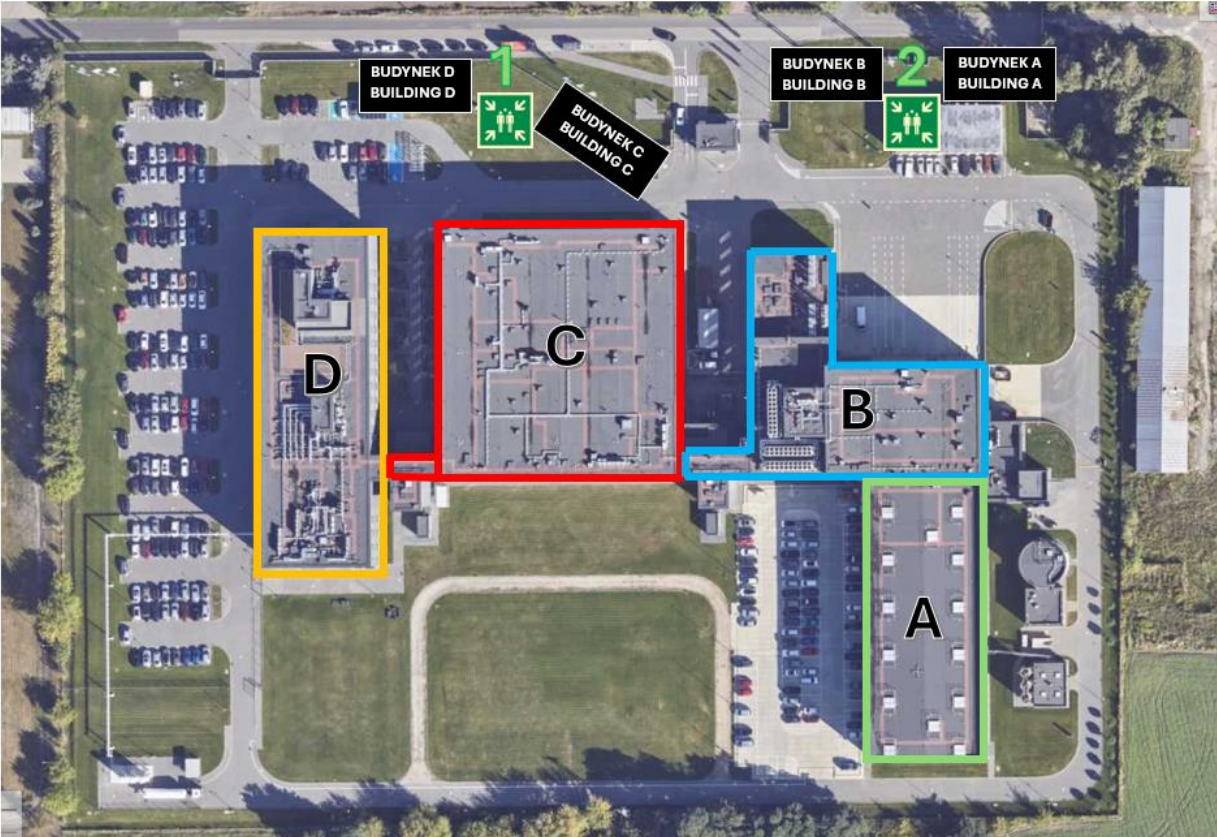 BUDYNEK D
BUILDING D
1
BUDYNEK C
BUILDING C
BUDYNEK B
BUILDING B
2
BUDYNEK A
BUILDING A
D
C
B
A